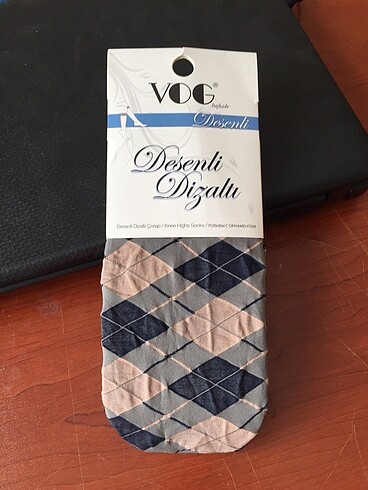 VOG®
Desenli
Desenli
Dizaltı
Desenli Dizaltı Çorap / Knee Highs Socks /